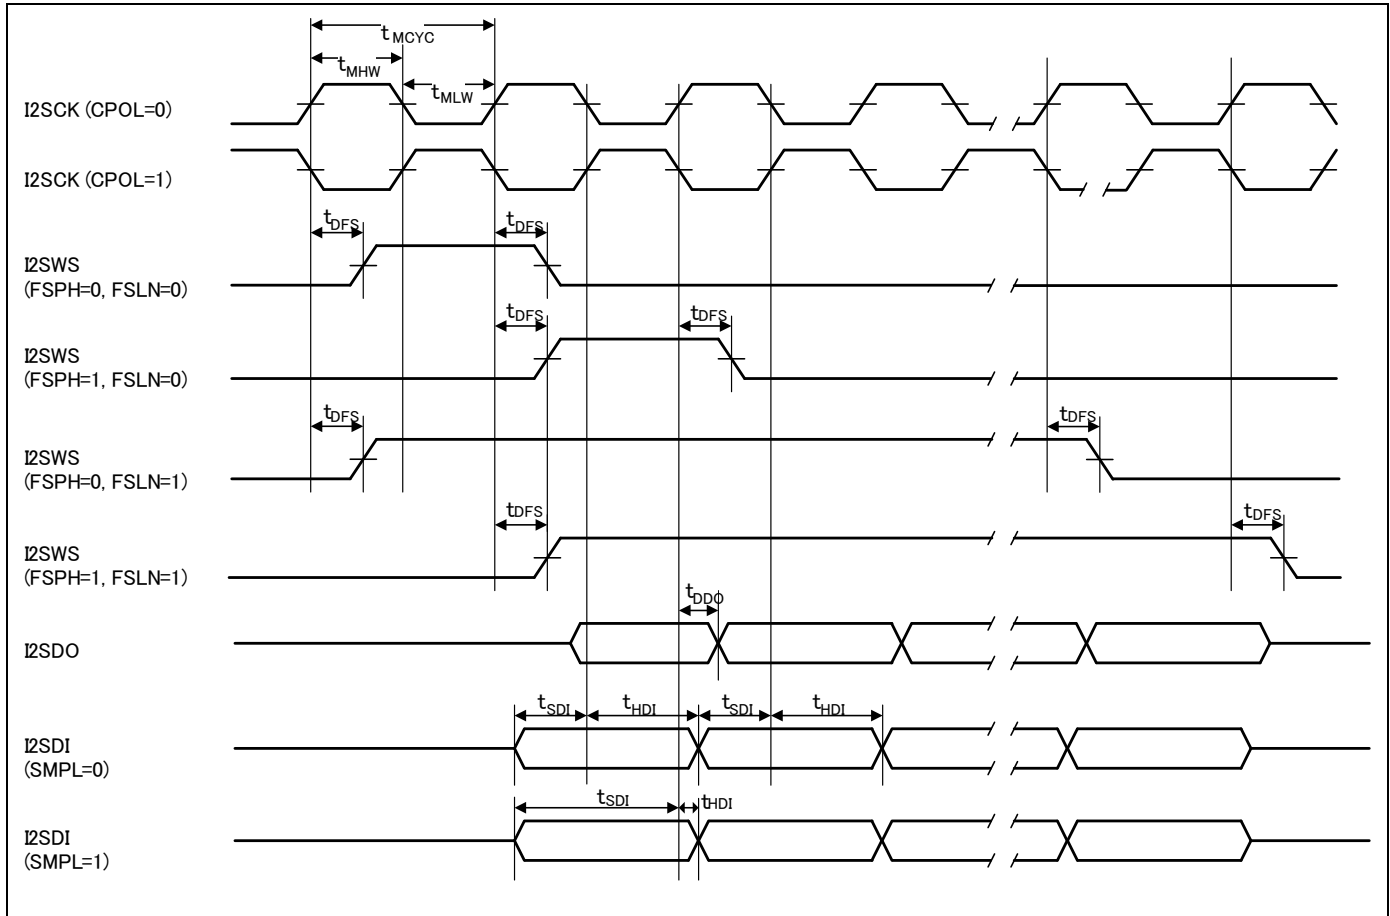 tMCYC
tMHW
tMLW
I2SCK (CPOL=0)
I2SCK (CPOL=1)
tDFS tDFS
I2SWS
(FSPH=0, FSLN=0)
tDFS tDFS
I2SWS
(FSPH=1, FSLN=0)
tDFS tDFS
I2SWS
(FSPH=0, FSLN=1)
tDFS tDFS
I2SWS
(FSPH=1, FSLN=1)
tDDO
I2SDO
tSDI tHDI tSDI tHDI
I2SDI
(SMPL=0)
tSDI tHDI
I2SDI
(SMPL=1)